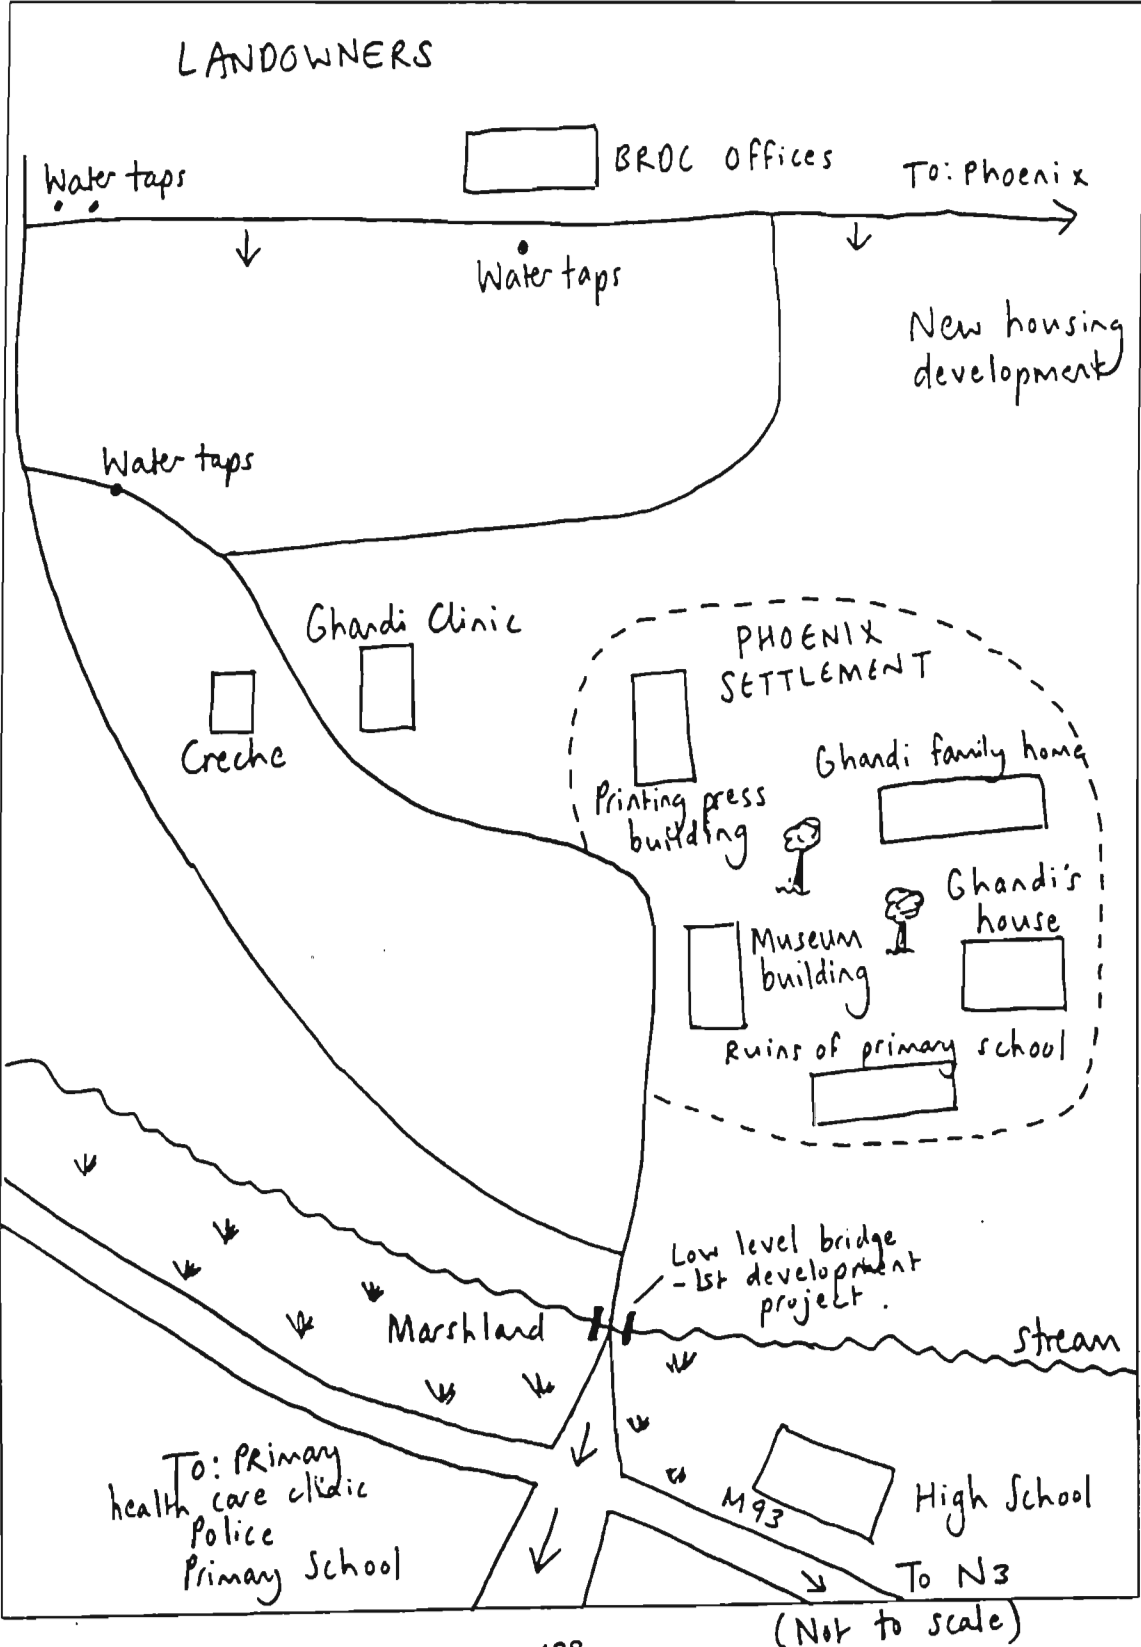 LANDOWNERS
BRDC Offices
To: Phoenix
Water taps
Water taps
New housing
development
Water taps
Ghandi Clinic
PHOENIX
SETTLEMENT
Creche
Ghandi family home
Printing press
building
Ghandi's
house
Museum
building
Ruins of primary school
Low level bridge
- 1st development
project.
Marshland
Stream
To: PRimary
health care clinic
Police
Primary School
M93
High School
To N3
(Not to scale)